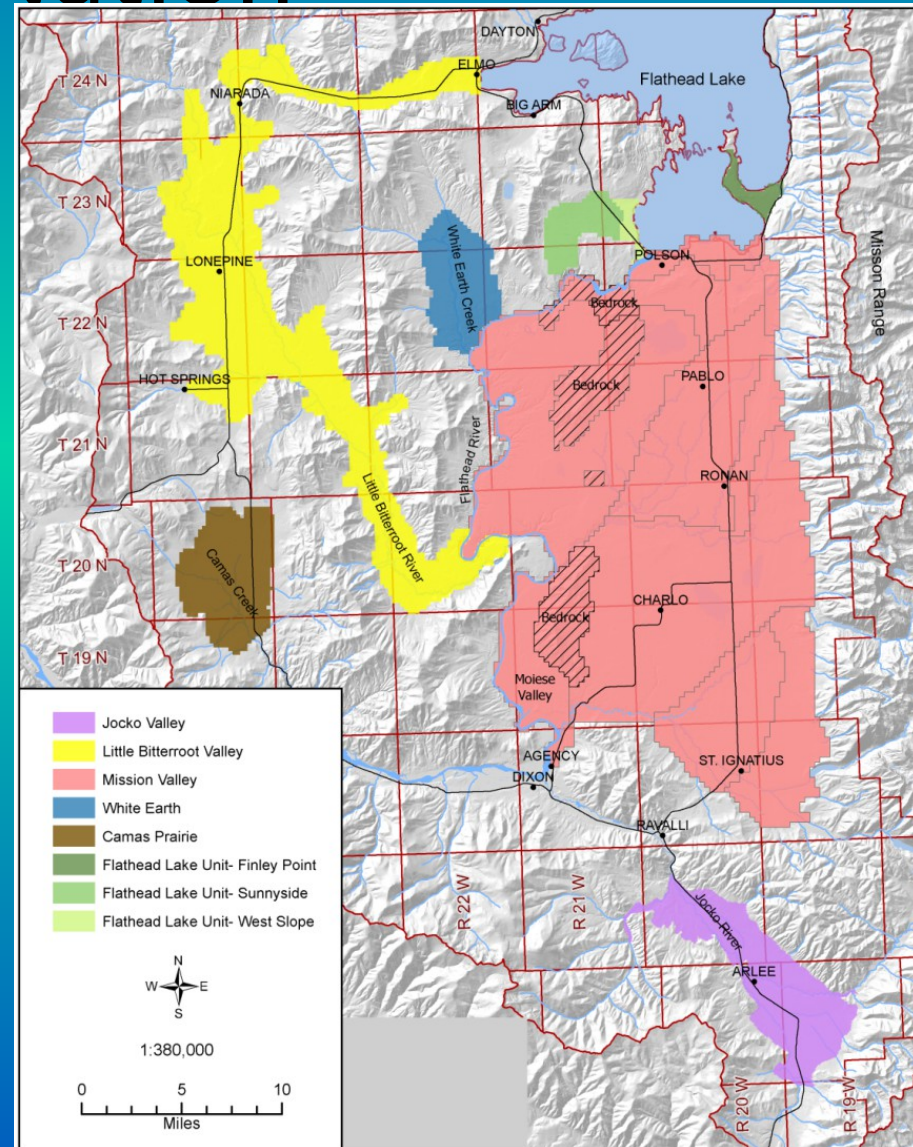 DAYTON
T 24 N
ELMO
Flathead Lake
NIARADA
BIG ARM
T 23 N
White Earth Creek
Misson Range
LONEPINE
POLSON
Bedrock
T 22 N
HOT SPRINGS
Bedrock
PABLO
T 21 N
Flathead River
RONAN
Little Bitterroot River
T 20 N
Camas Creek
CHARLO
Bedrock
T 19 N
Moiese
Valley
AGENCY
DIXON
ST. IGNATIUS
RAVALLI
R 22 W
R 21 W
Jocko River
ARLEE
R 20 W
R 19 W
Jocko Valley
Little Bitterroot Valley
Mission Valley
White Earth
Camas Prairie
Flathead Lake Unit- Finley Point
Flathead Lake Unit- Sunnyside
Flathead Lake Unit- West Slope
N
W E
S
1:380,000
0 5 10
Miles